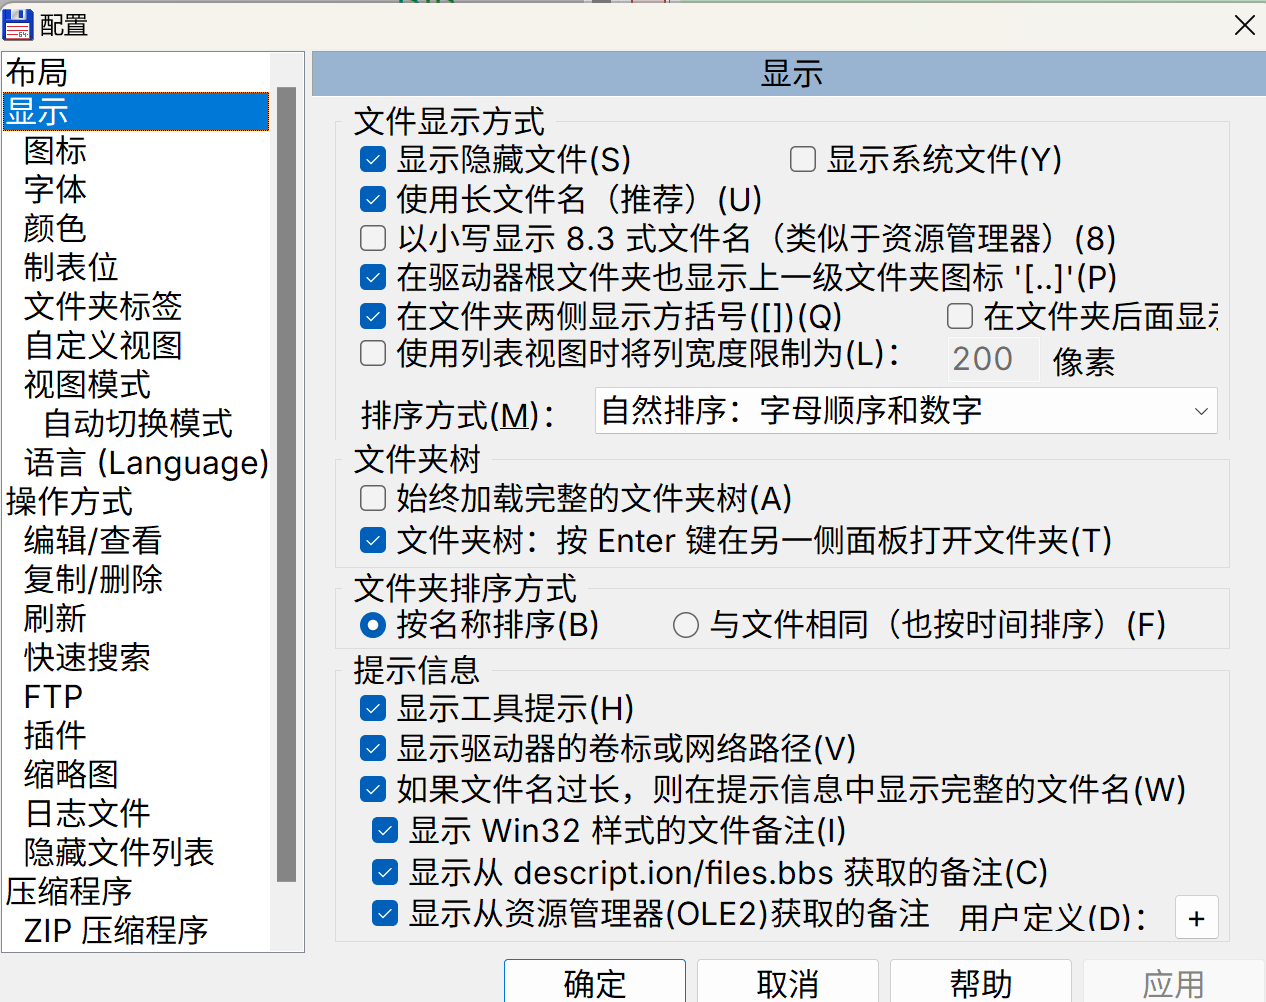 配置
布局
显示
图标
字体
颜色
制表位
文件夹标签
自定义视图
视图模式
自动切换模式
语言 (Language)
操作方式
编辑/查看
复制/删除
刷新
快速搜索
FTP
插件
缩略图
日志文件
隐藏文件列表
压缩程序
ZIP 压缩程序
显示
文件显示方式
显示隐藏文件(S) 显示系统文件(Y)
使用长文件名（推荐）(U)
以小写显示 8.3 式文件名（类似于资源管理器）(8)
在驱动器根文件夹也显示上一级文件夹图标 '[..]'(P)
在文件夹两侧显示方括号([])(Q) 在文件夹后面显示
使用列表视图时将列宽度限制为(L)： 200 像素
排序方式(M)： 自然排序：字母顺序和数字
文件夹树
始终加载完整的文件夹树(A)
文件夹树：按 Enter 键在另一侧面板打开文件夹(T)
文件夹排序方式
按名称排序(B) 与文件相同（也按时间排序）(F)
提示信息
显示工具提示(H)
显示驱动器的卷标或网络路径(V)
如果文件名过长，则在提示信息中显示完整的文件名(W)
显示 Win32 样式的文件备注(I)
显示从 descript.ion/files.bbs 获取的备注(C)
显示从资源管理器(OLE2)获取的备注 用户定义(D)： +
确定 取消 帮助 应用